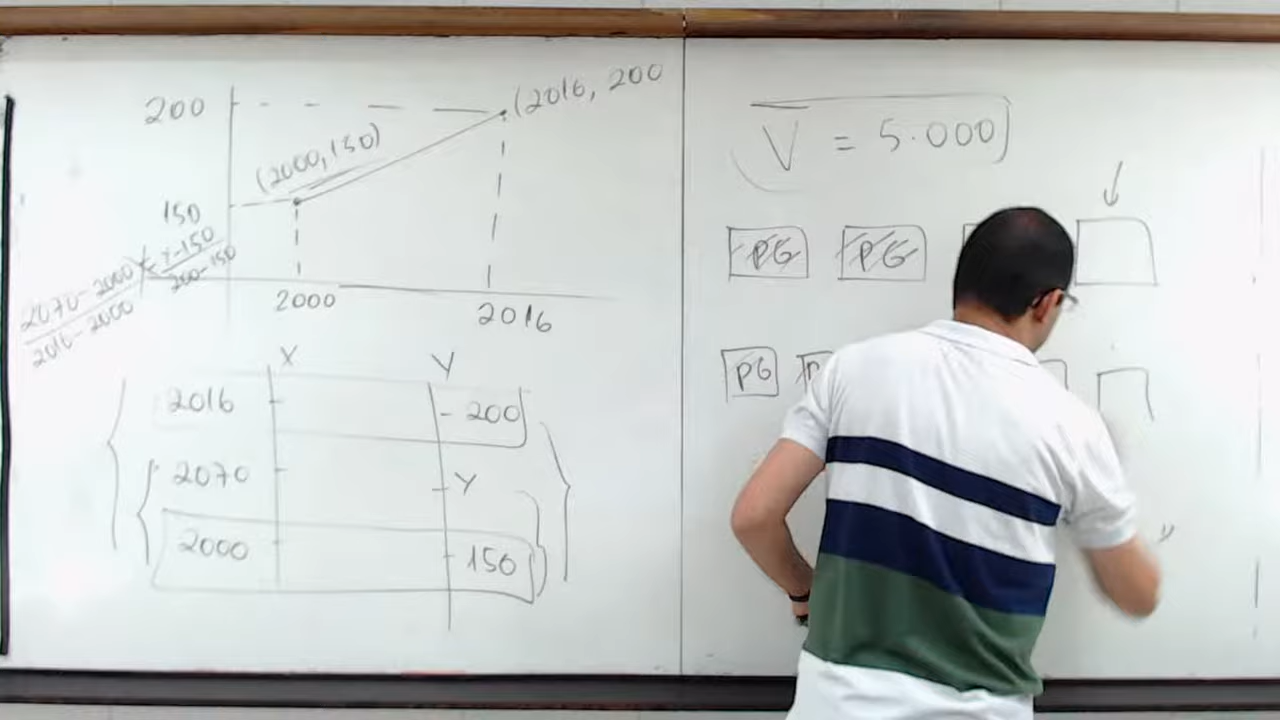 200
(2016, 200
(2000, 150)
150
2070-2000 = Y-150
2016-2000 200-150
2000
2016
X Y
2016 200
2070 Y
2000 150
V = 5.000
PG PG
PG